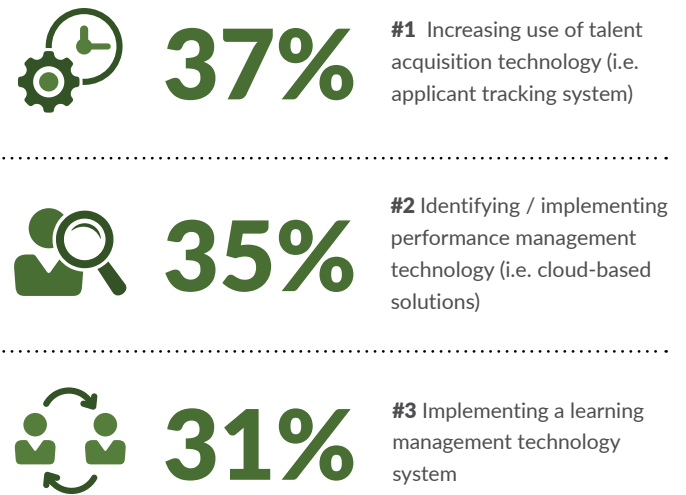 37%
#1 Increasing use of talent
acquisition technology (i.e.
applicant tracking system)
35%
#2 Identifying / implementing
performance management
technology (i.e. cloud-based
solutions)
31%
#3 Implementing a learning
management technology
system